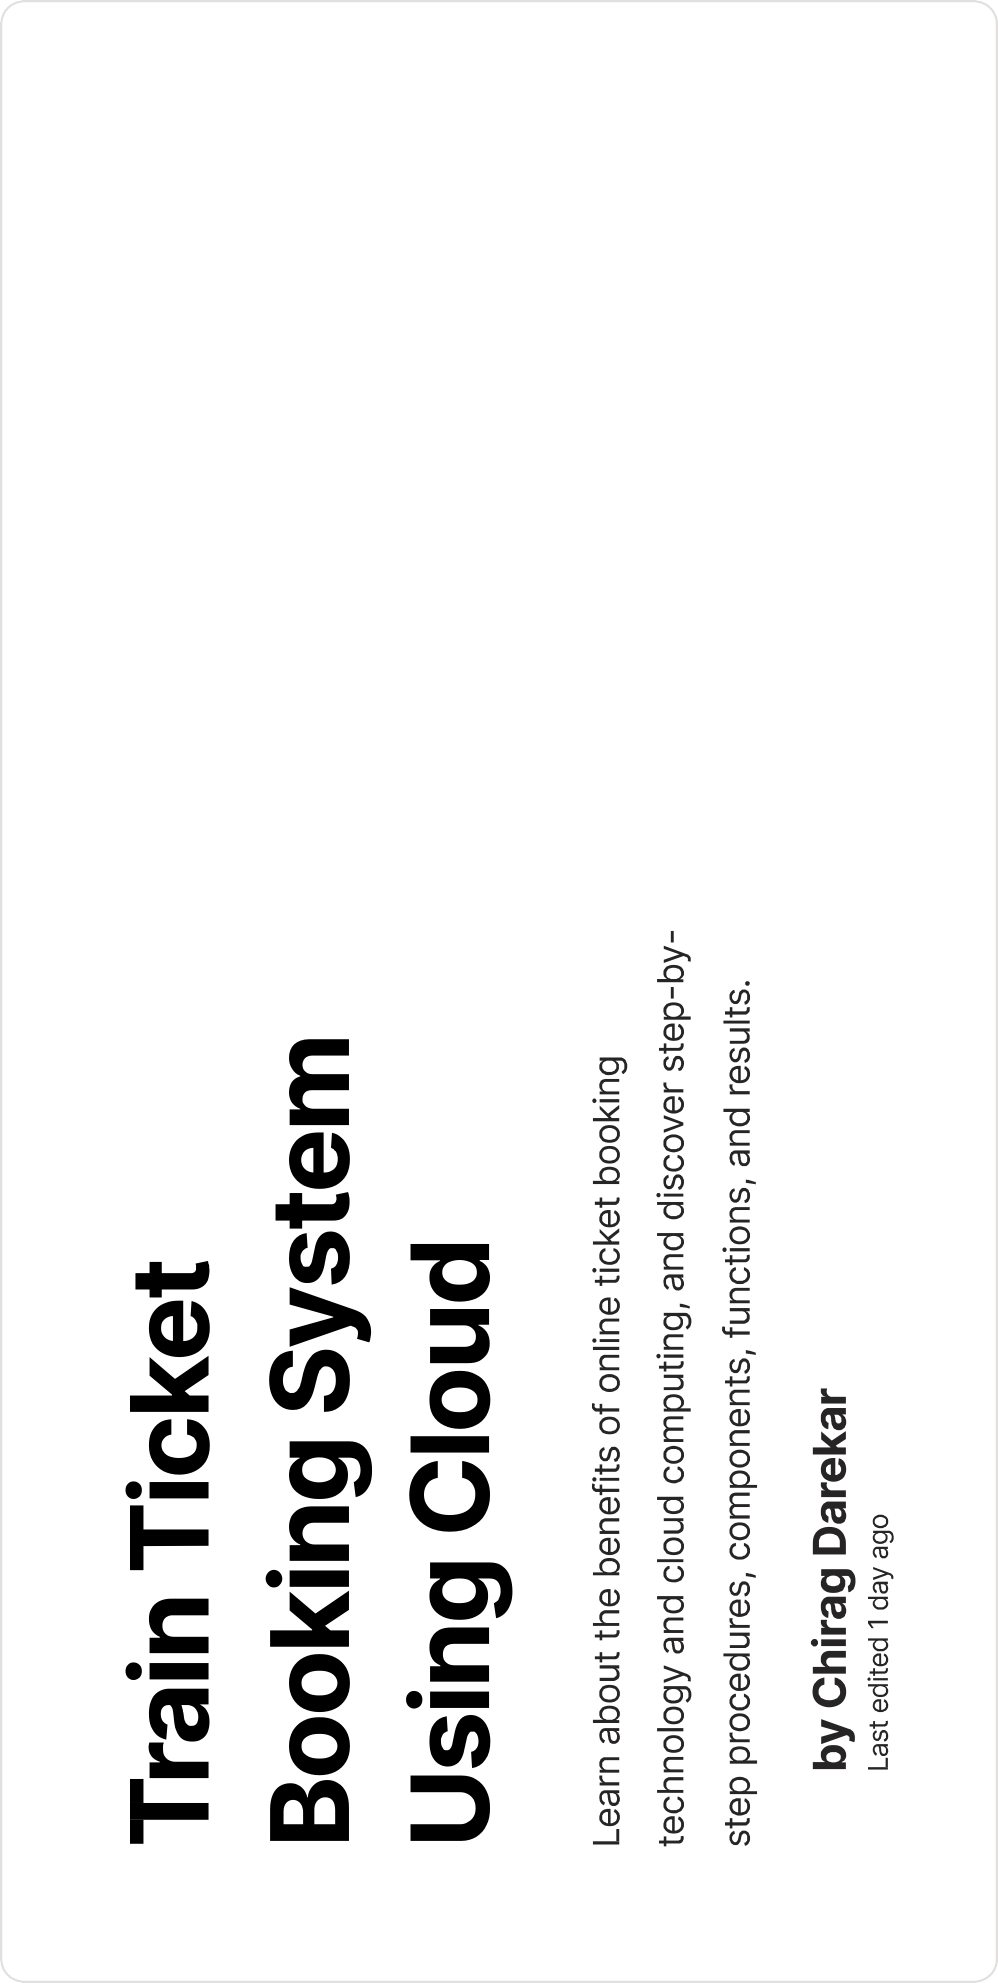 Train Ticket
Booking System
Using Cloud
Learn about the benefits of online ticket booking
technology and cloud computing, and discover step-by-
step procedures, components, functions, and results.
by Chirag Darekar
Last edited 1 day ago